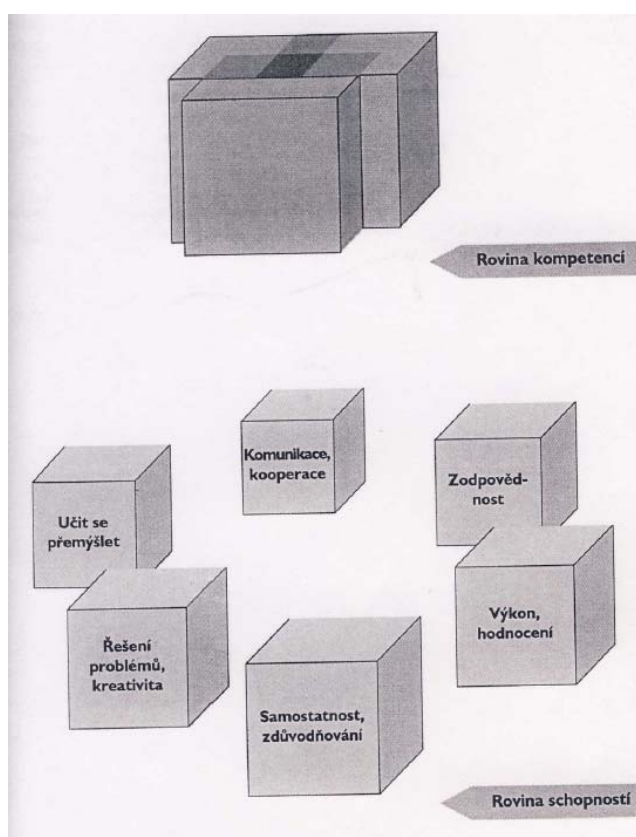 Rovina kompetencí
Komunikace,
kooperace
Zodpověd-
nost
Učit se
přemýšlet
Výkon,
hodnocení
Řešení
problémů,
kreativita
Samostatnost,
zdůvodňování
Rovina schopností